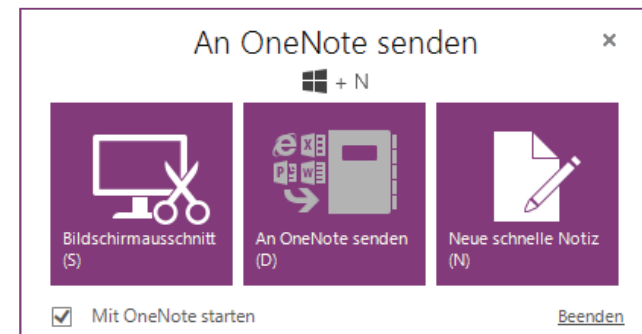 An OneNote senden
+ N
Bildschirmausschnitt
(S)
An OneNote senden
(D)
Neue schnelle Notiz
(N)
Mit OneNote starten
Beenden